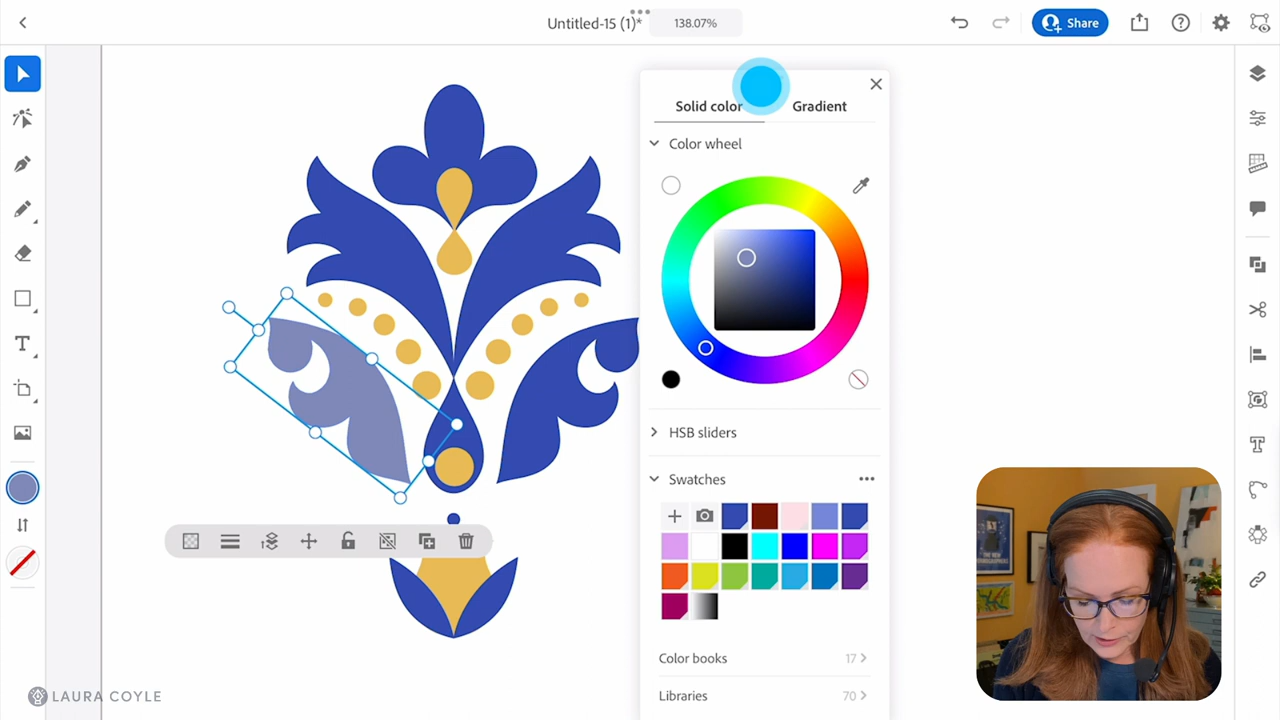 Untitled-15 (1)*
138.07%
Share
Solid color
Gradient
Color wheel
HSB sliders
Swatches
Color books
17
Libraries
70
LAURA COYLE